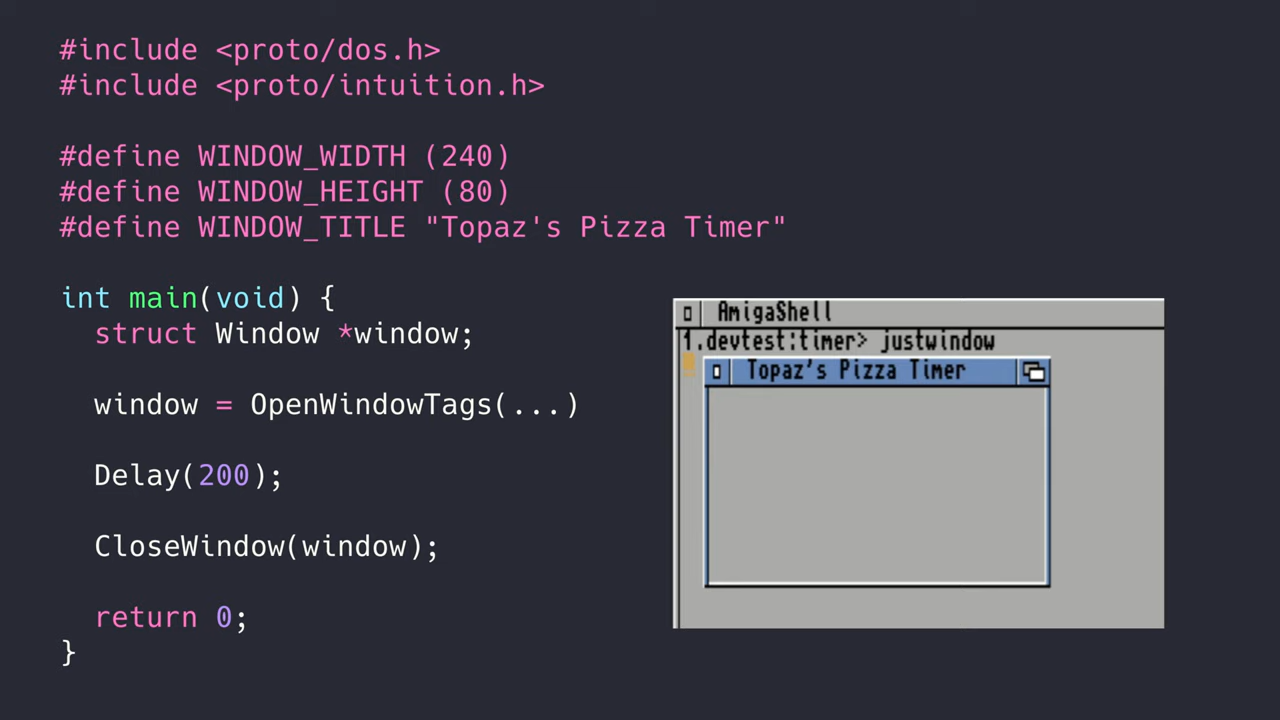 #include <proto/dos.h>
#include <proto/intuition.h>
#define WINDOW_WIDTH (240)
#define WINDOW_HEIGHT (80)
#define WINDOW_TITLE "Topaz's Pizza Timer"
int main(void) {
  struct Window *window;
  window = OpenWindowTags(...)
  Delay(200);
  CloseWindow(window);
  return 0;
}
AmigaShell
1.devtest:timer> justwindow
Topaz's Pizza Timer